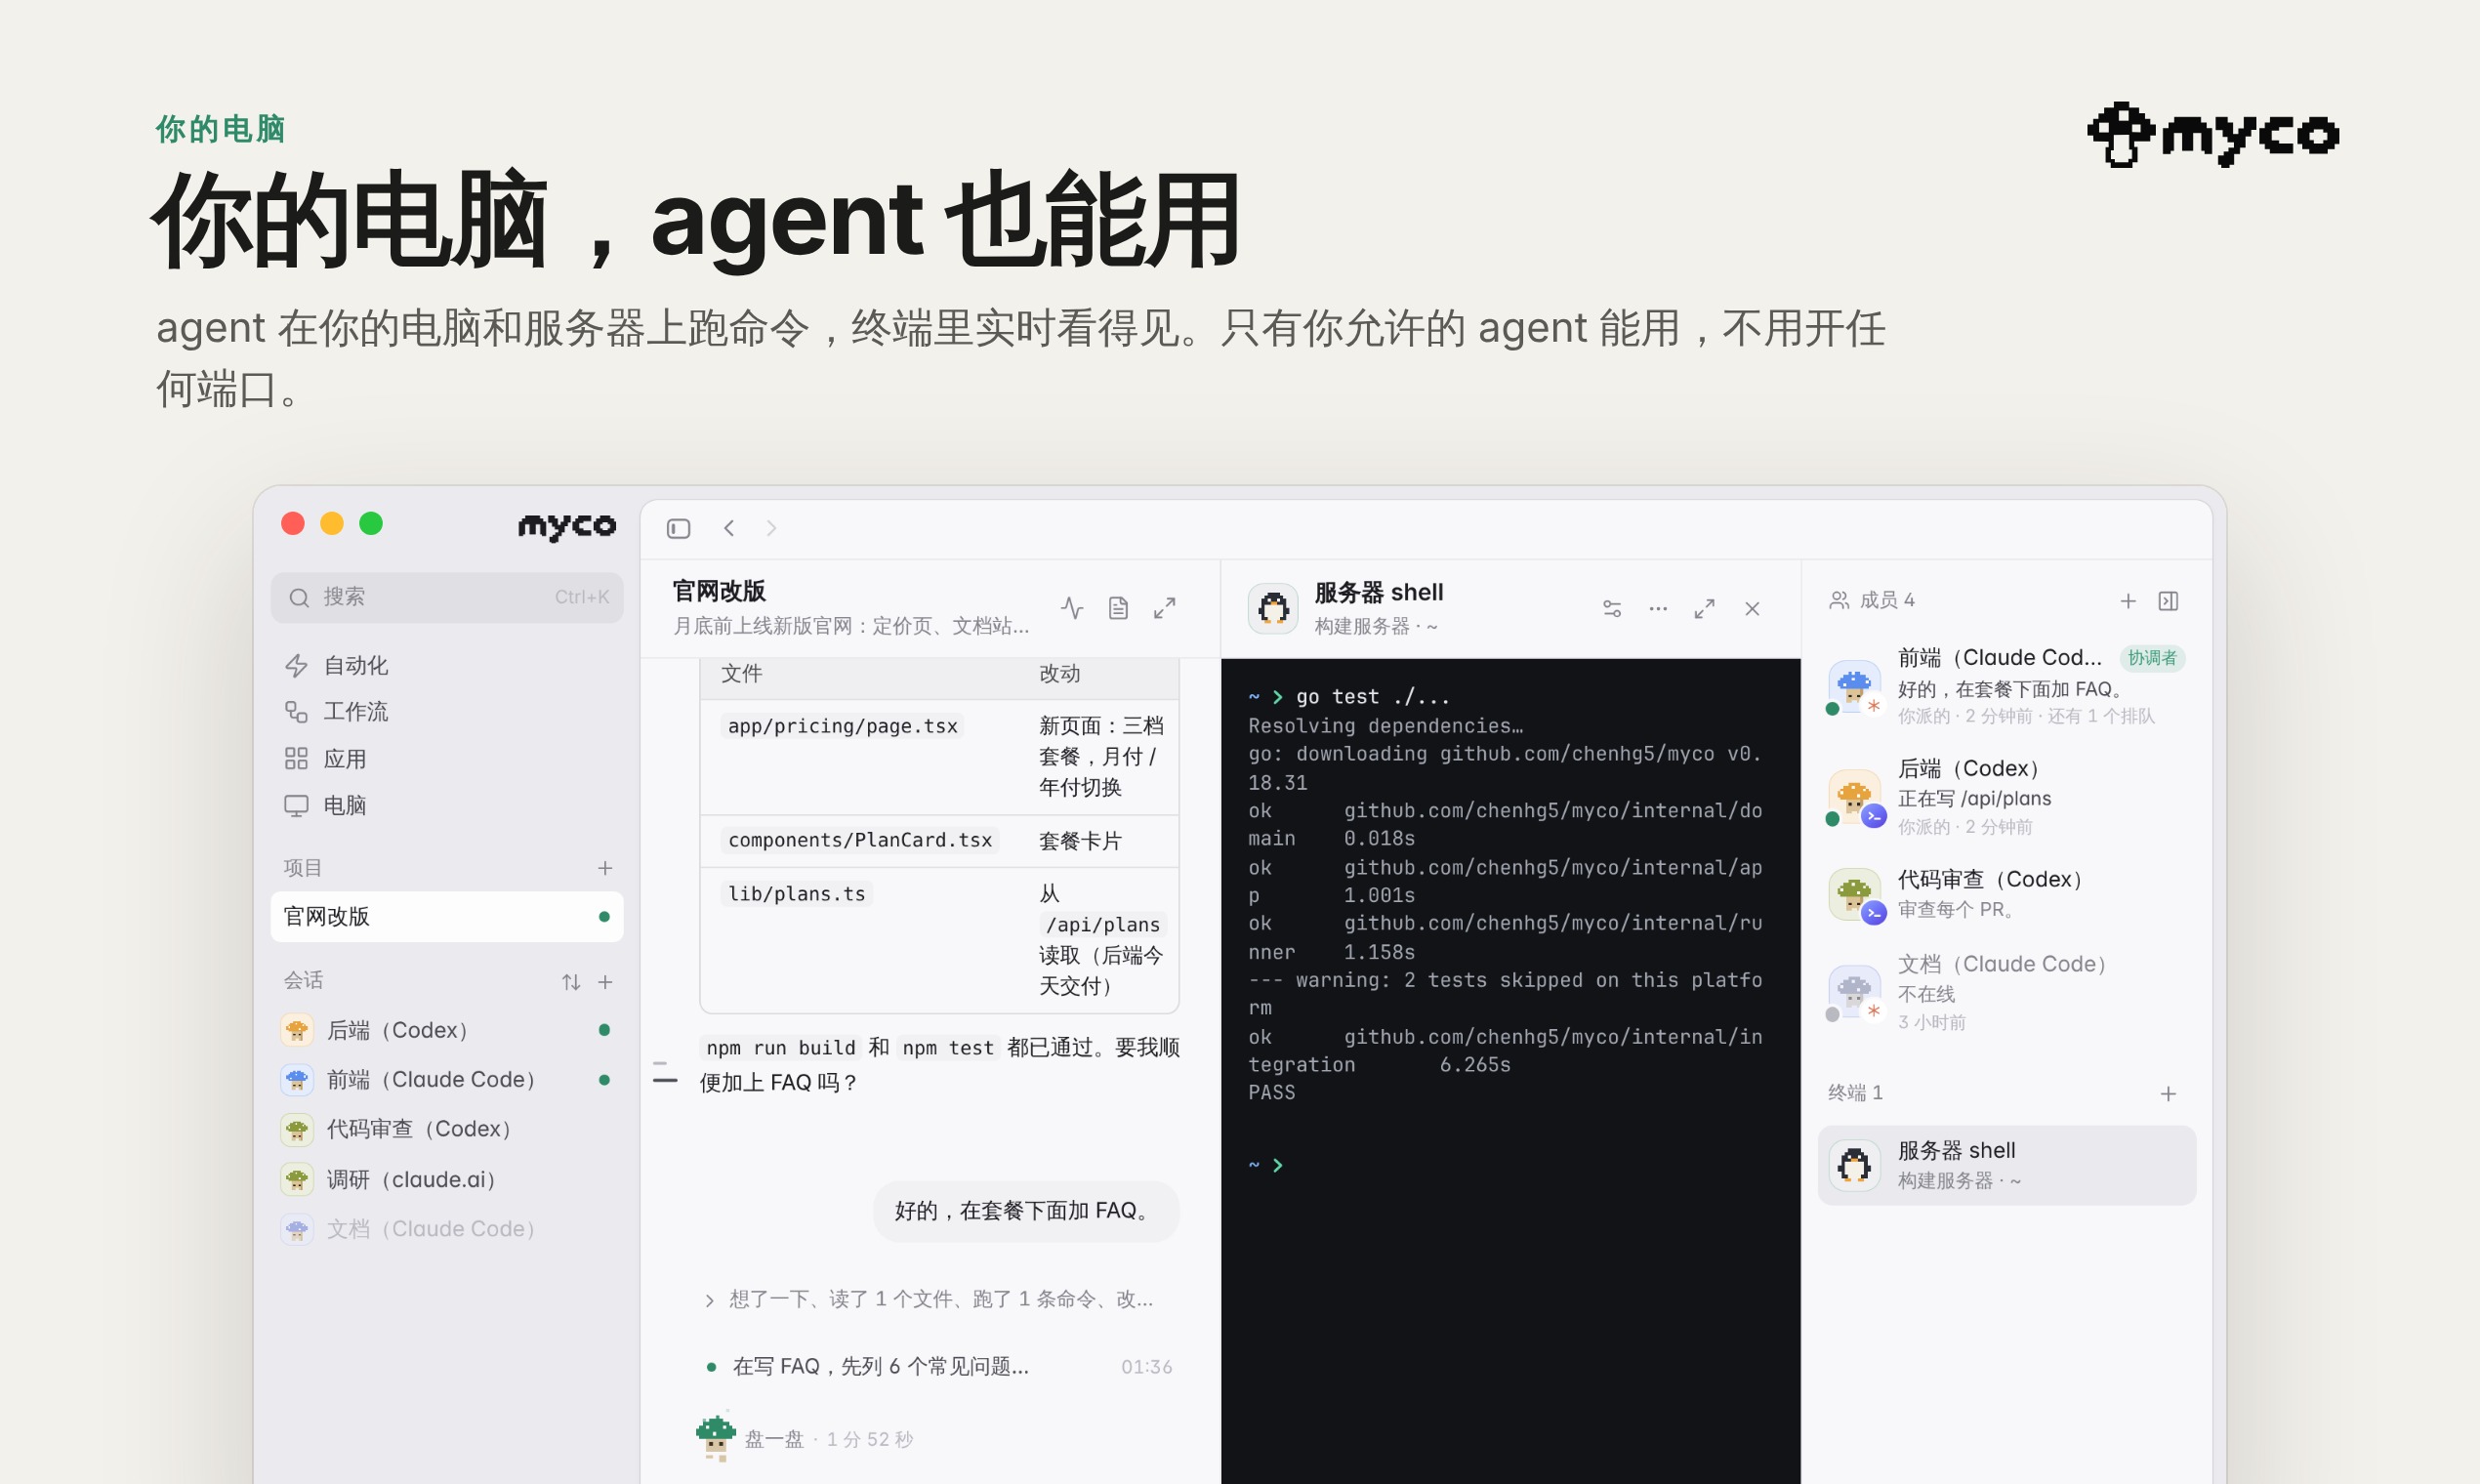 你的电脑
myco
你的电脑，agent 也能用
agent 在你的电脑和服务器上跑命令，终端里实时看得见。只有你允许的 agent 能用，不用开任
何端口。
myco
搜索 Ctrl+K
自动化
工作流
应用
电脑
项目
官网改版
会话
后端（Codex）
前端（Claude Code）
代码审查（Codex）
调研（claude.ai）
文档（Claude Code）
官网改版
月底前上线新版官网：定价页、文档站...
文件 改动
app/pricing/page.tsx 新页面：三档
套餐，月付 /
年付切换
components/PlanCard.tsx 套餐卡片
lib/plans.ts 从
/api/plans
读取（后端今
天交付）
npm run build 和 npm test 都已通过。要我顺
便加上 FAQ 吗？
好的，在套餐下面加 FAQ。
想了一下、读了 1 个文件、跑了 1 条命令、改...
在写 FAQ，先列 6 个常见问题... 01:36
盘一盘 · 1 分 52 秒
服务器 shell
构建服务器 · ~
~ > go test ./...
Resolving dependencies…
go: downloading github.com/chenhg5/myco v0.
18.31
ok github.com/chenhg5/myco/internal/do
main 0.018s
ok github.com/chenhg5/myco/internal/ap
p 1.001s
ok github.com/chenhg5/myco/internal/ru
nner 1.158s
--- warning: 2 tests skipped on this platfo
rm
ok github.com/chenhg5/myco/internal/in
tegration 6.265s
PASS
~ >
成员 4
前端（Claude Cod... 协调者
好的，在套餐下面加 FAQ。
你派的 · 2 分钟前 · 还有 1 个排队
后端（Codex）
正在写 /api/plans
你派的 · 2 分钟前
代码审查（Codex）
审查每个 PR。
文档（Claude Code）
不在线
3 小时前
终端 1
服务器 shell
构建服务器 · ~